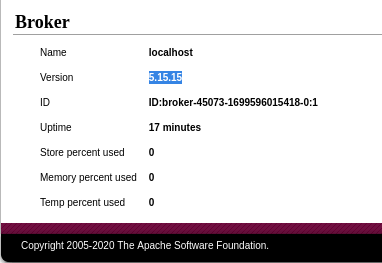 Broker
Name localhost
Version 5.15.15
ID ID:broker-45073-1699596015418-0:1
Uptime 17 minutes
Store percent used 0
Memory percent used 0
Temp percent used 0
Copyright 2005-2020 The Apache Software Foundation.